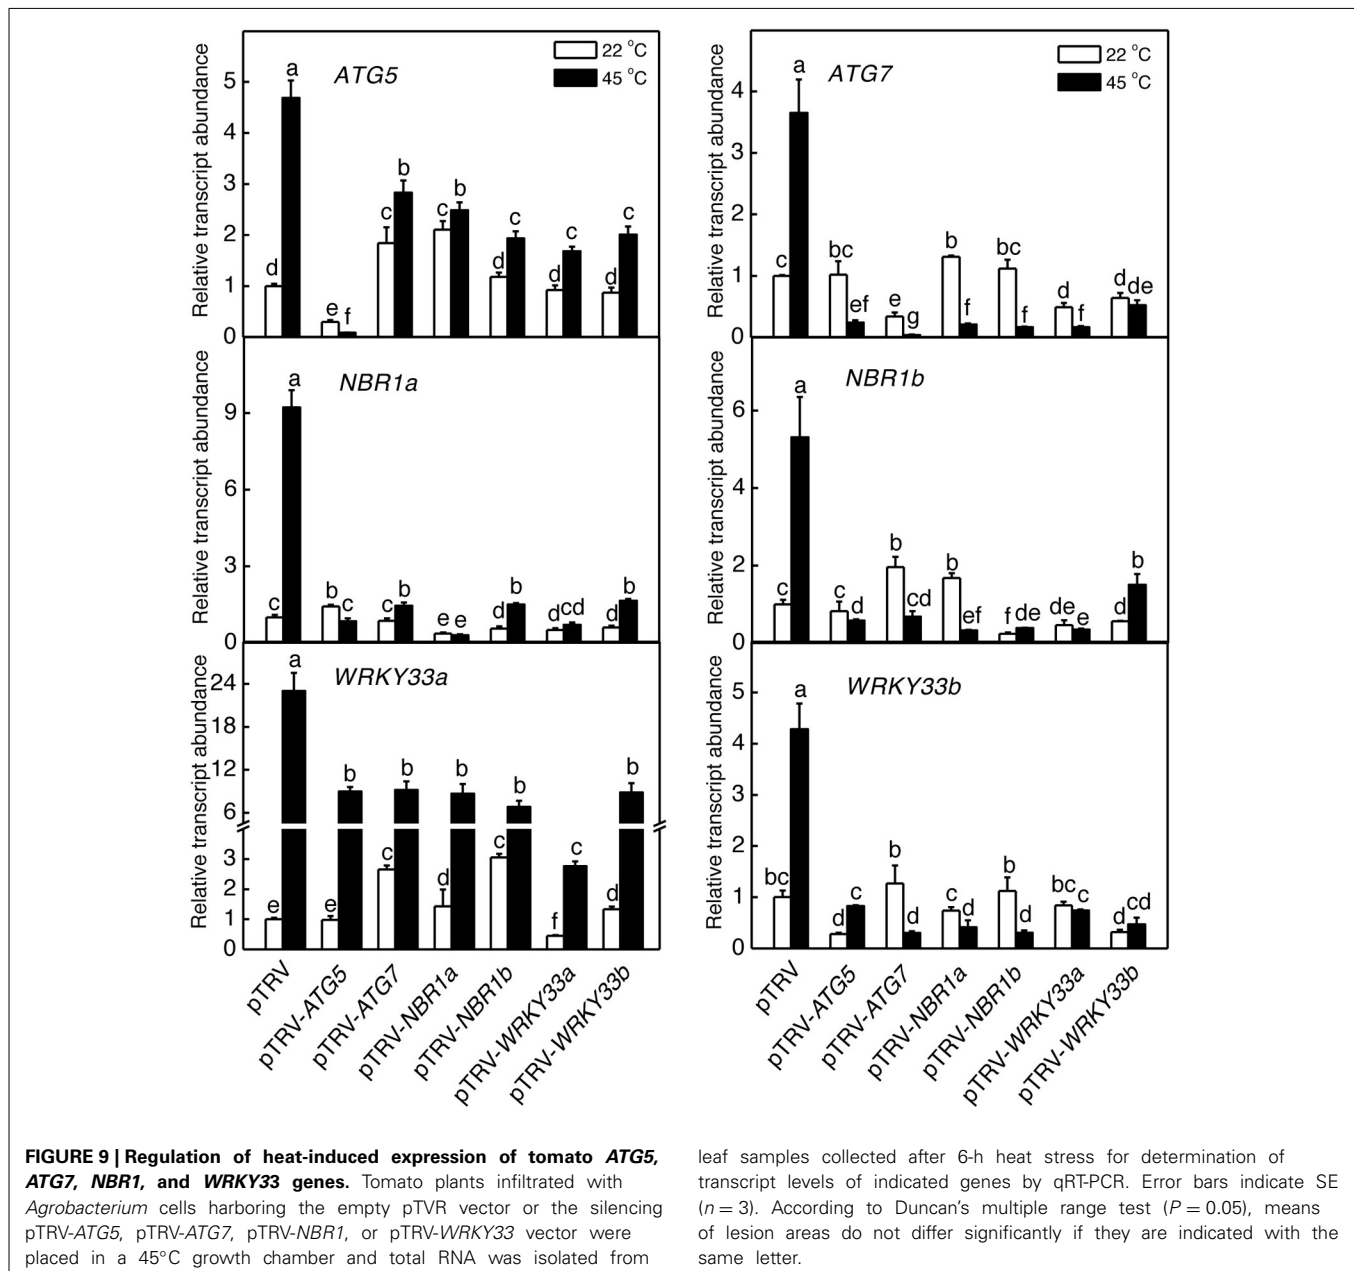 22 °C
45 °C
ATG5
Relative transcript abundance
5
4
3
2
1
0
d
a
e
f
c
b
c
b
d
c
d
c
d
c
22 °C
45 °C
ATG7
Relative transcript abundance
4
3
2
1
0
c
a
bc
ef
e
g
b
f
bc
f
d
f
d
de
NBR1a
Relative transcript abundance
9
6
3
0
c
a
b
c
c
b
e
e
d
b
d
cd
d
b
NBR1b
Relative transcript abundance
6
4
2
0
c
a
c
d
b
cd
b
ef
f
de
de
e
d
b
WRKY33a
Relative transcript abundance
24
18
12
6
3
2
1
0
e
a
e
b
c
b
d
b
c
b
f
c
d
b
WRKY33b
Relative transcript abundance
5
4
3
2
1
0
bc
a
d
c
b
d
c
d
b
d
bc
c
d
cd
pTRV
pTRV-ATG5
pTRV-ATG7
pTRV-NBR1a
pTRV-NBR1b
pTRV-WRKY33a
pTRV-WRKY33b
pTRV
pTRV-ATG5
pTRV-ATG7
pTRV-NBR1a
pTRV-NBR1b
pTRV-WRKY33a
pTRV-WRKY33b
FIGURE 9 | Regulation of heat-induced expression of tomato ATG5,
ATG7, NBR1, and WRKY33 genes. Tomato plants infiltrated with
Agrobacterium cells harboring the empty pTVR vector or the silencing
pTRV-ATG5, pTRV-ATG7, pTRV-NBR1, or pTRV-WRKY33 vector were
placed in a 45°C growth chamber and total RNA was isolated from
leaf samples collected after 6-h heat stress for determination of
transcript levels of indicated genes by qRT-PCR. Error bars indicate SE
(n = 3). According to Duncan's multiple range test (P = 0.05), means
of lesion areas do not differ significantly if they are indicated with the
same letter.